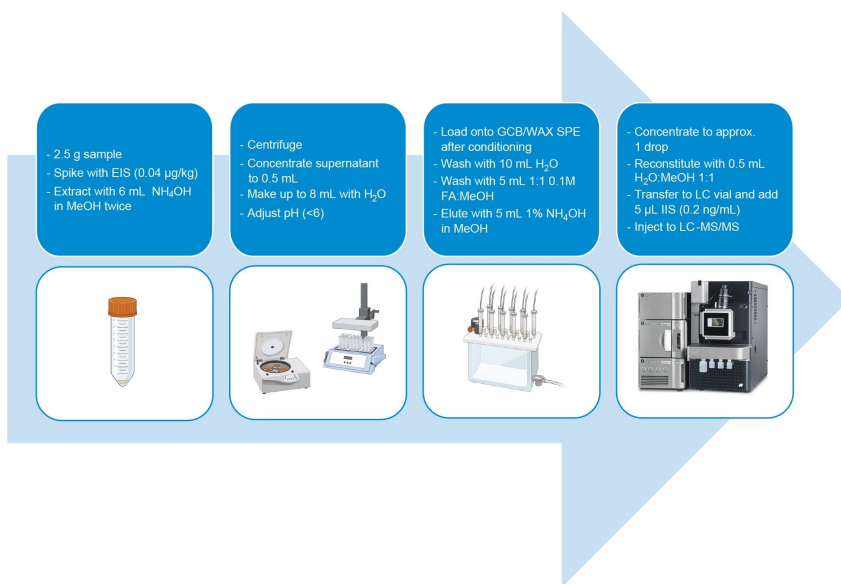 - 2.5 g sample
- Spike with EIS (0.04 µg/kg)
- Extract with 6 mL  NH₄OH
in MeOH twice
- Centrifuge
- Concentrate supernatant
to 0.5 mL
- Make up to 8 mL with H₂O
- Adjust pH (<6)
- Load onto GCB/WAX SPE
after conditioning
- Wash with 10 mL H₂O
- Wash with 5 mL 1:1 0.1M
FA:MeOH
- Elute with 5 mL 1% NH₄OH
in MeOH
- Concentrate to approx.
1 drop
- Reconstitute with 0.5 mL
H₂O:MeOH 1:1
- Transfer to LC vial and add
5 µL IIS (0.2 ng/mL)
- Inject to LC-MS/MS